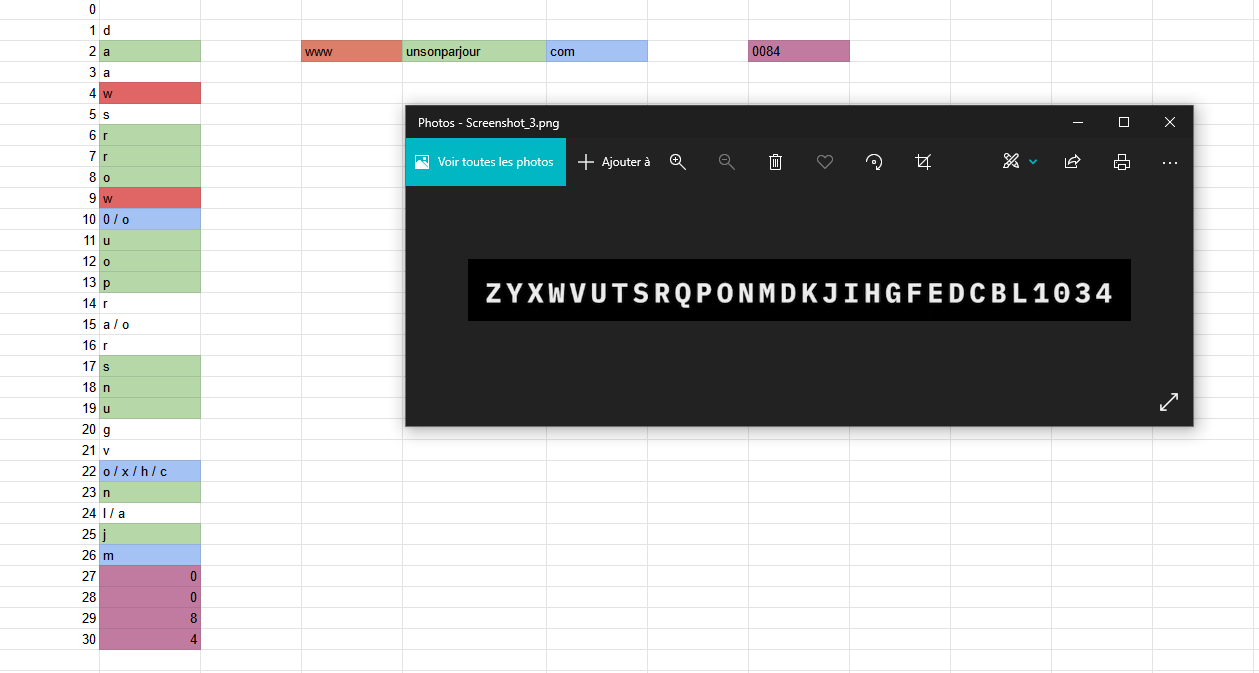 0
1 d
2 a www unsonparjour com 0084
3 a
4 w
5 s
6 r
7 r
8 o
9 w
10 0 / o
11 u
12 o
13 p
14 r
15 a / o
16 r
17 s
18 n
19 u
20 g
21 v
22 o / x / h / c
23 n
24 l / a
25 j
26 m
27 0
28 0
29 8
30 4
Photos - Screenshot_3.png
Voir toutes les photos Ajouter à
ZYXWVUTSRQPONMDKJIHGFEDCBL1034